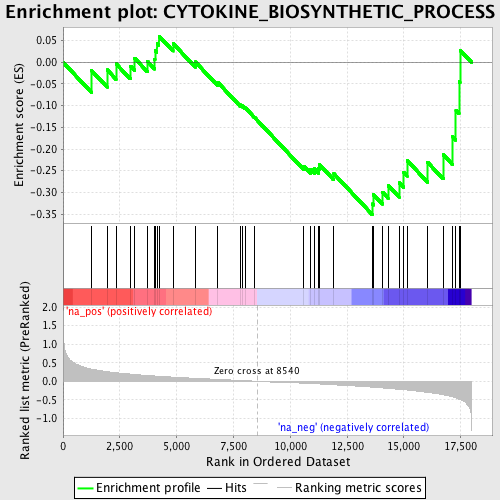 Enrichment plot: CYTOKINE_BIOSYNTHETIC_PROCESS
Enrichment score (ES)
0.05
0.00
-0.05
-0.10
-0.15
-0.20
-0.25
-0.30
-0.35
'na_pos' (positively correlated)
Ranked list metric (PreRanked)
2.0
1.5
1.0
0.5
0.0
-0.5
-1.0
Zero cross at 8540
'na_neg' (negatively correlated)
0
2,500
5,000
7,500
10,000
12,500
15,000
17,500
Rank in Ordered Dataset
Enrichment profile
Hits
Ranking metric scores